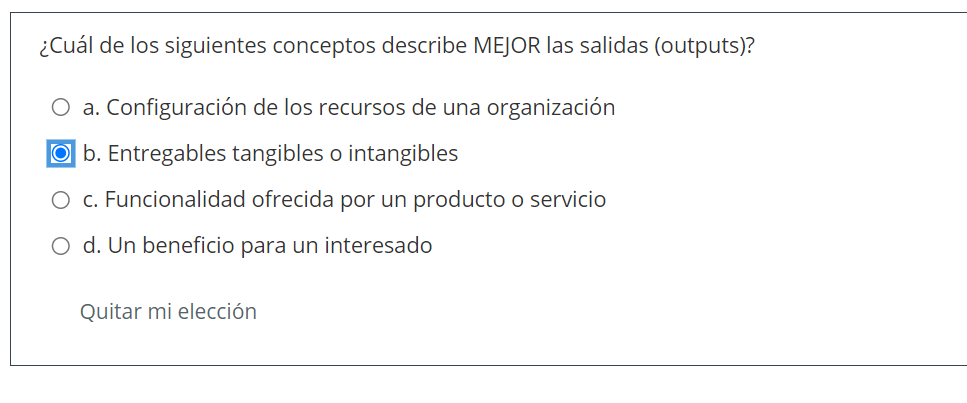 ¿Cuál de los siguientes conceptos describe MEJOR las salidas (outputs)?
a. Configuración de los recursos de una organización
b. Entregables tangibles o intangibles
c. Funcionalidad ofrecida por un producto o servicio
d. Un beneficio para un interesado
Quitar mi elección